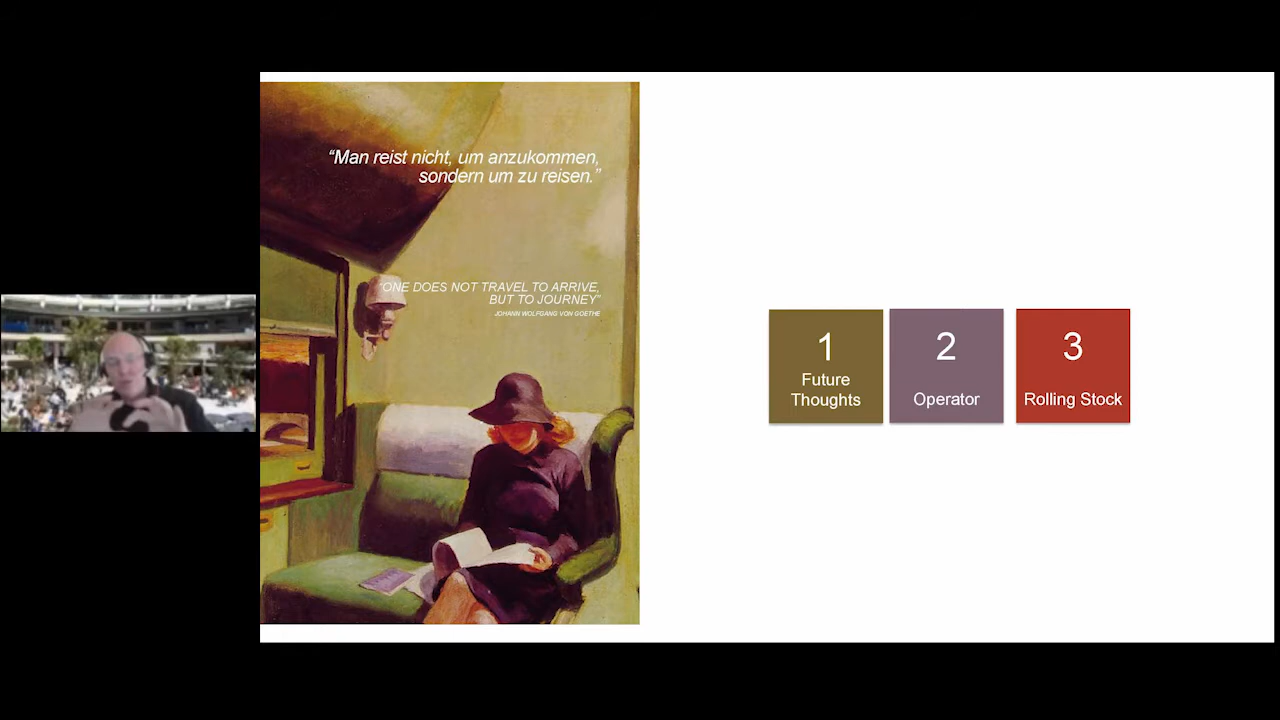 “Man reist nicht, um anzukommen,
sondern um zu reisen.”
“ONE DOES NOT TRAVEL TO ARRIVE,
BUT TO JOURNEY”
JOHANN WOLFGANG VON GOETHE
1
Future
Thoughts
2
Operator
3
Rolling Stock